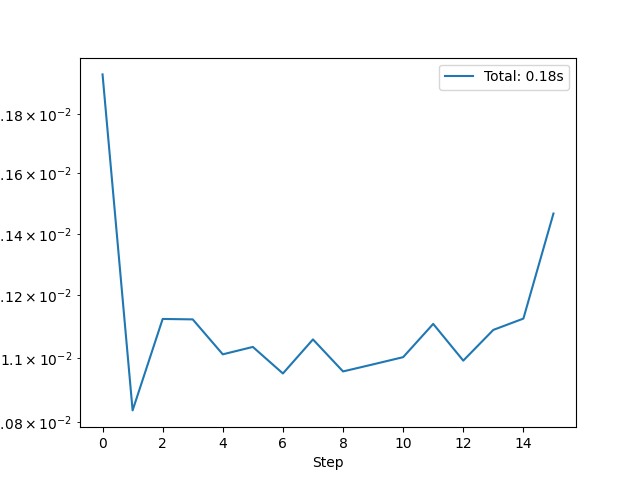 Total: 0.18s
.18 × 10⁻²
.16 × 10⁻²
.14 × 10⁻²
.12 × 10⁻²
.1 × 10⁻²
.08 × 10⁻²
0 2 4 6 8 10 12 14
Step